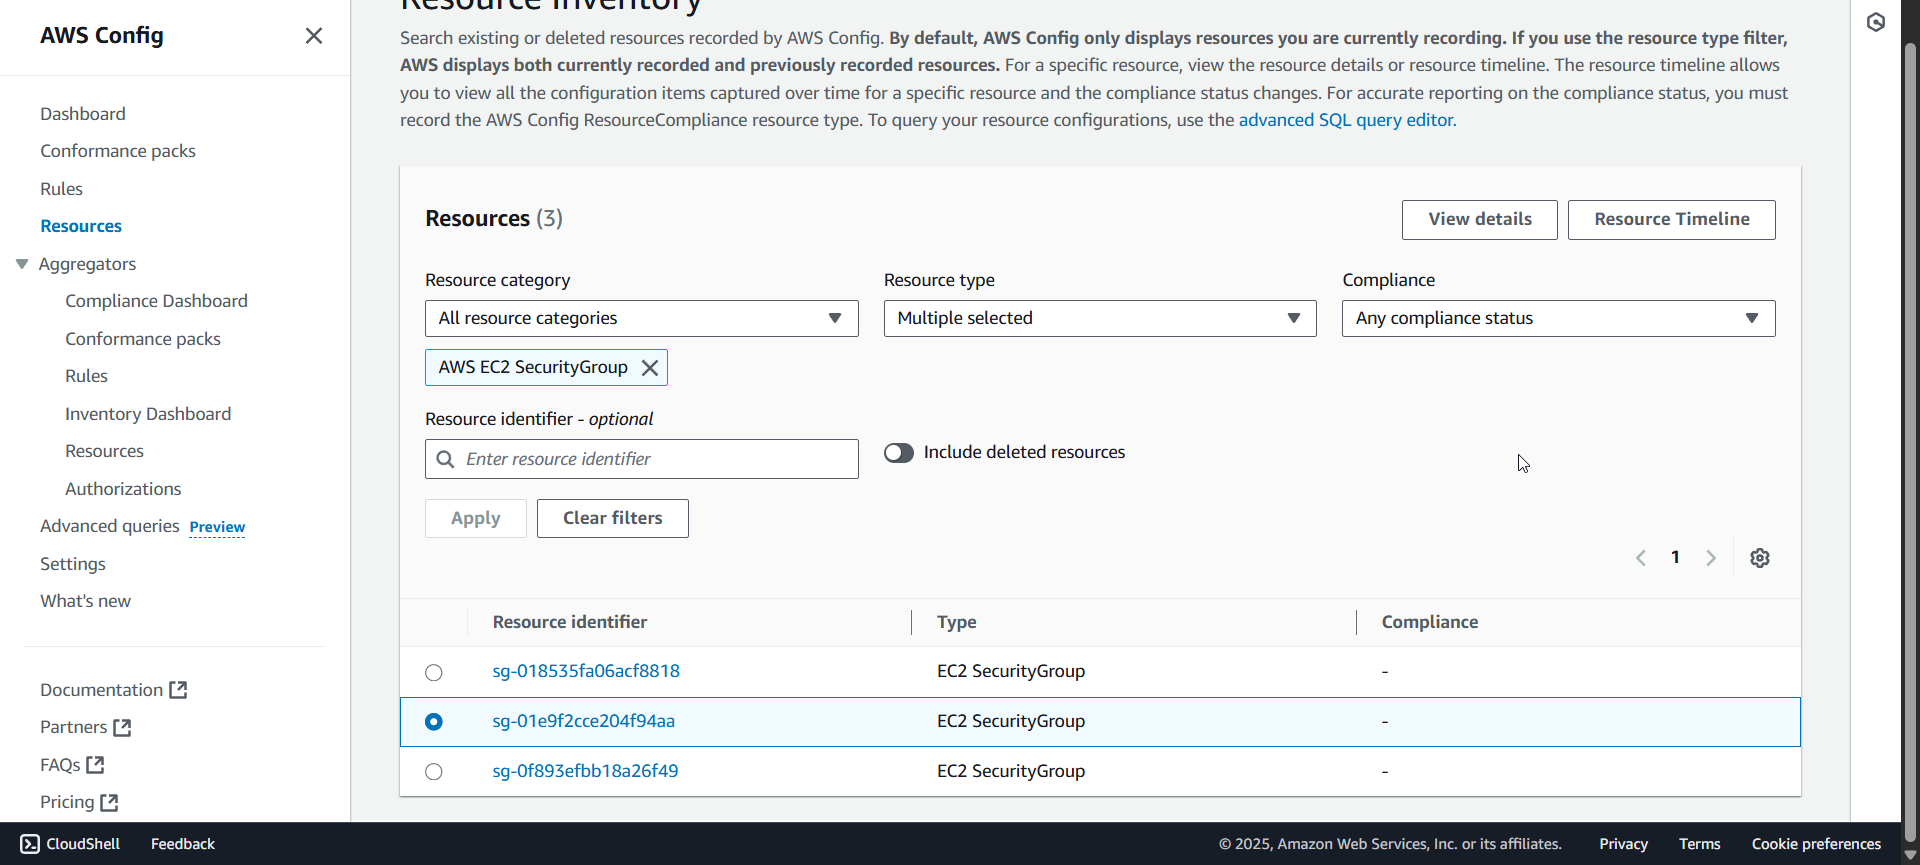 AWS Config
Dashboard
Conformance packs
Rules
Resources
Aggregators
Compliance Dashboard
Conformance packs
Rules
Inventory Dashboard
Resources
Authorizations
Advanced queries Preview
Settings
What's new
Documentation
Partners
FAQs
Pricing
Resource Inventory
Search existing or deleted resources recorded by AWS Config. By default, AWS Config only displays resources you are currently recording. If you use the resource type filter,
AWS displays both currently recorded and previously recorded resources. For a specific resource, view the resource details or resource timeline. The resource timeline allows
you to view all the configuration items captured over time for a specific resource and the compliance status changes. For accurate reporting on the compliance status, you must
record the AWS Config ResourceCompliance resource type. To query your resource configurations, use the advanced SQL query editor.
Resources (3)
View details
Resource Timeline
Resource category
Resource type
Compliance
All resource categories
Multiple selected
Any compliance status
AWS EC2 SecurityGroup
Resource identifier - optional
Enter resource identifier
Include deleted resources
Apply
Clear filters
1
Resource identifier Type Compliance
sg-018535fa06acf8818 EC2 SecurityGroup -
sg-01e9f2cce204f94aa EC2 SecurityGroup -
sg-0f893efbb18a26f49 EC2 SecurityGroup -
CloudShell Feedback © 2025, Amazon Web Services, Inc. or its affiliates. Privacy Terms Cookie preferences